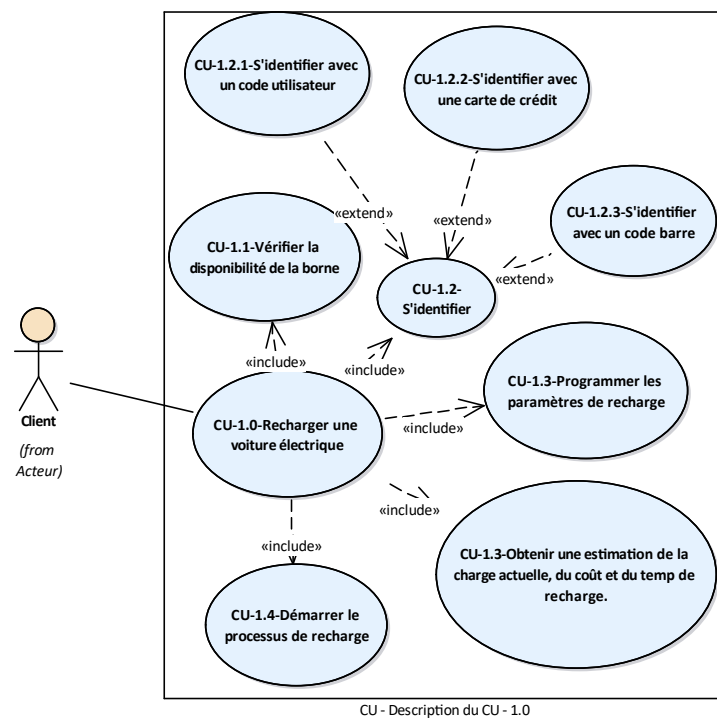 CU-1.2.1-S'identifier avec
un code utilisateur
CU-1.2.2-S'identifier avec
une carte de crédit
«extend»
«extend»
CU-1.2.3-S'identifier
avec un code barre
«extend»
CU-1.1-Vérifier la
disponibilité de la borne
CU-1.2-
S'identifier
«include»
«include»
CU-1.3-Programmer les
paramètres de recharge
Client
(from
Acteur)
CU-1.0-Recharger une
voiture électrique
«include»
«include»
«include»
CU-1.3-Obtenir une estimation de la
charge actuelle, du coût et du temp de
recharge.
CU-1.4-Démarrer le
processus de recharge
CU - Description du CU - 1.0